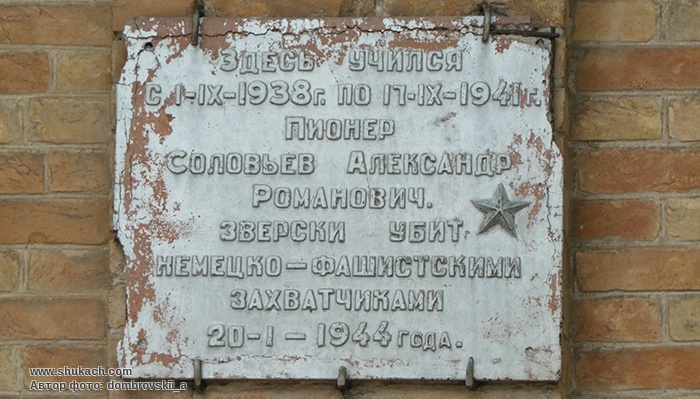 Здесь учился
с 1-IX-1938г. по 17-IX-1941г.
Пионер
Соловьев Александр
Романович.
зверски убит
немецко-фашистскими
захватчиками
20-1-1944 года.
www.shukach.com
Автор фото: dombrovskii_a